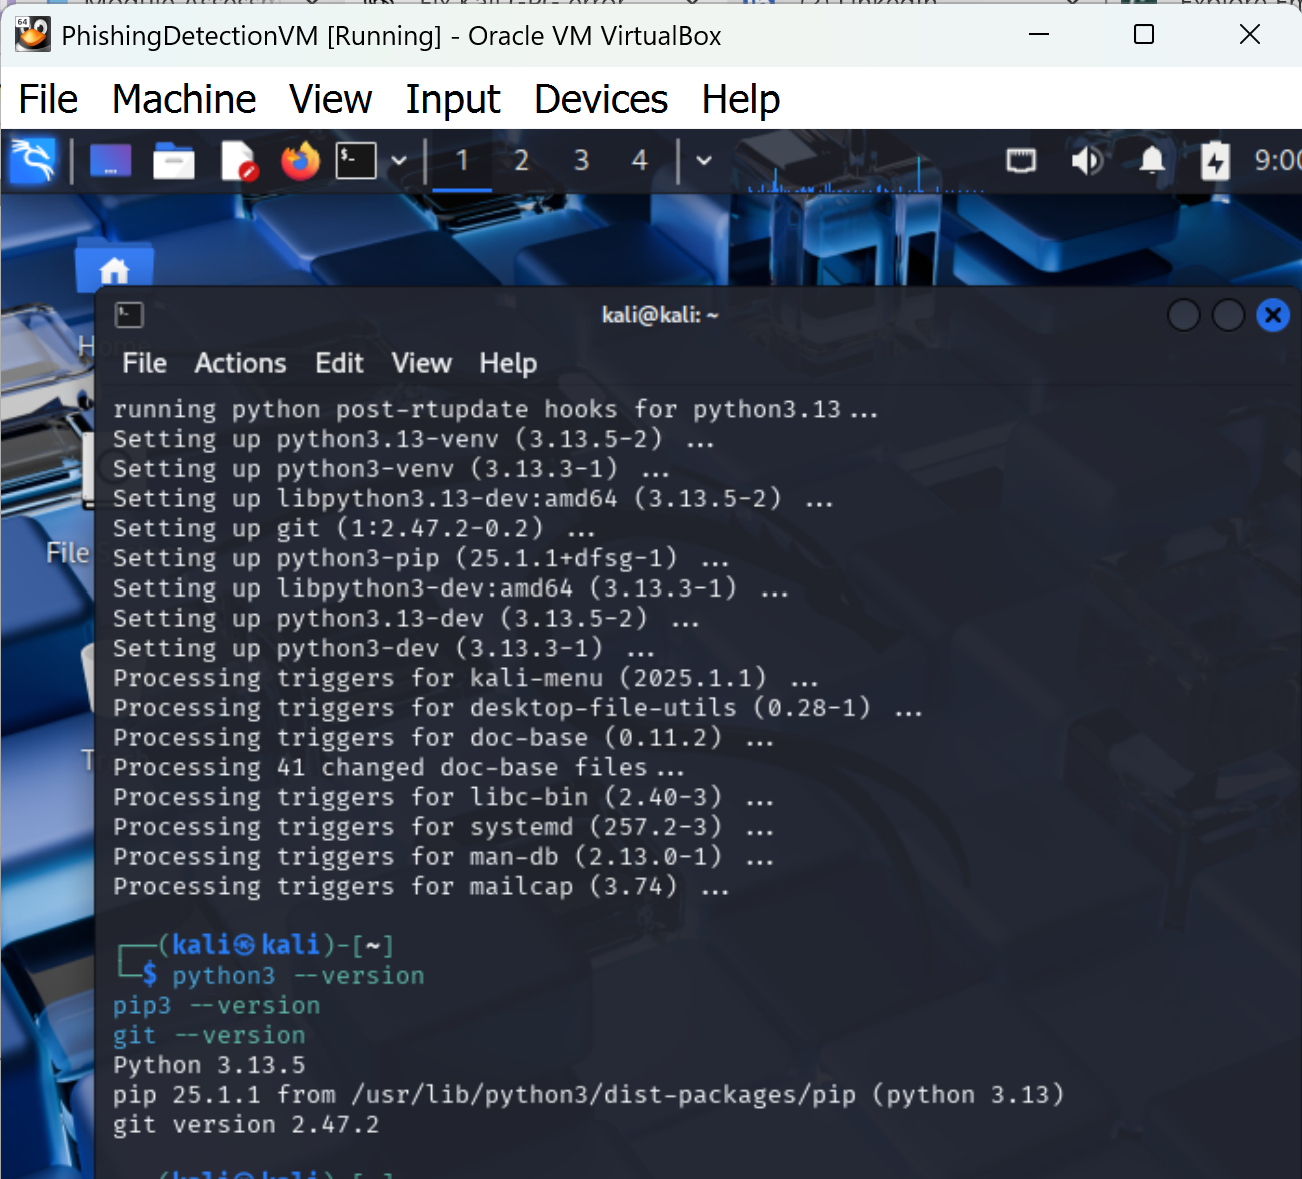 PhishingDetectionVM [Running] - Oracle VM VirtualBox
File Machine View Input Devices Help
1 2 3 4
kali@kali: ~
File Actions Edit View Help
running python post-rtupdate hooks for python3.13...
Setting up python3.13-venv (3.13.5-2) ...
Setting up python3-venv (3.13.3-1) ...
Setting up libpython3.13-dev:amd64 (3.13.5-2) ...
Setting up git (1:2.47.2-0.2) ...
File
Setting up python3-pip (25.1.1+dfsg-1) ...
Setting up libpython3-dev:amd64 (3.13.3-1) ...
Setting up python3.13-dev (3.13.5-2) ...
Setting up python3-dev (3.13.3-1) ...
Processing triggers for kali-menu (2025.1.1) ...
Processing triggers for desktop-file-utils (0.28-1) ...
Processing triggers for doc-base (0.11.2) ...
Processing 41 changed doc-base files...
Processing triggers for libc-bin (2.40-3) ...
Processing triggers for systemd (257.2-3) ...
Processing triggers for man-db (2.13.0-1) ...
Processing triggers for mailcap (3.74) ...
┌──(kali㉿kali)-[~]
└─$ python3 --version
pip3 --version
git --version
Python 3.13.5
pip 25.1.1 from /usr/lib/python3/dist-packages/pip (python 3.13)
git version 2.47.2